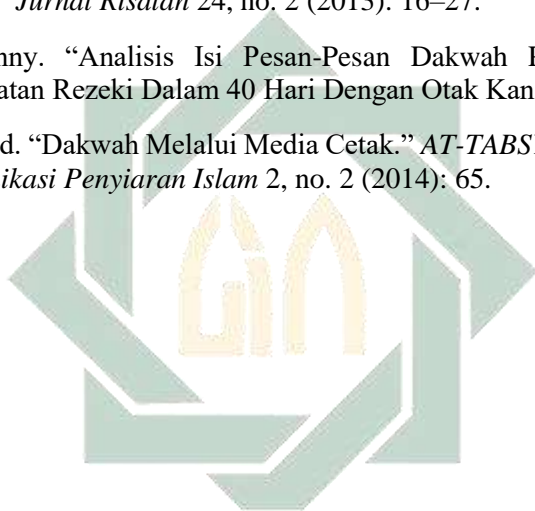 Jurnal Risalah 24, no. 2 (2013): 16–27.
nny. "Analisis Isi Pesan-Pesan Dakwah
atan Rezeki Dalam 40 Hari Dengan Otak Kan
d. "Dakwah Melalui Media Cetak." AT-TABS
ikasi Penyiaran Islam 2, no. 2 (2014): 65.